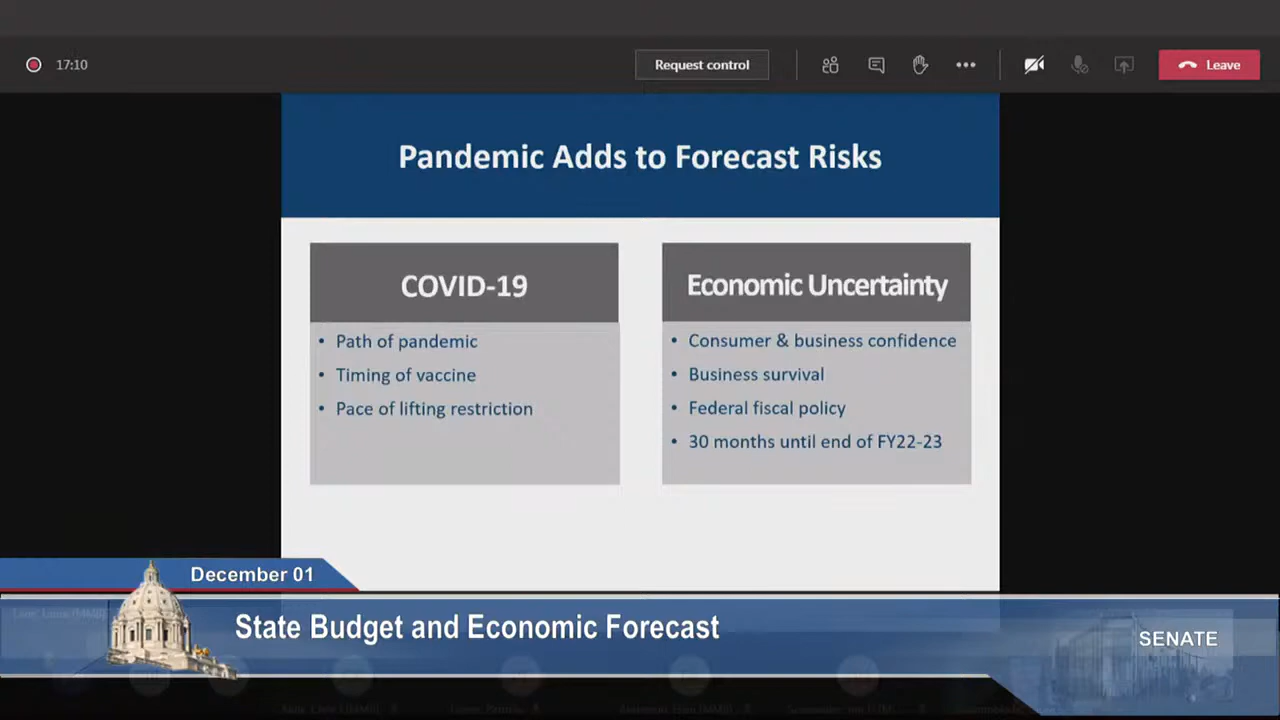 17:10
Request control
Leave
Pandemic Adds to Forecast Risks
COVID-19
• Path of pandemic
• Timing of vaccine
• Pace of lifting restriction
Economic Uncertainty
• Consumer & business confidence
• Business survival
• Federal fiscal policy
• 30 months until end of FY22-23
December 01
State Budget and Economic Forecast
SENATE